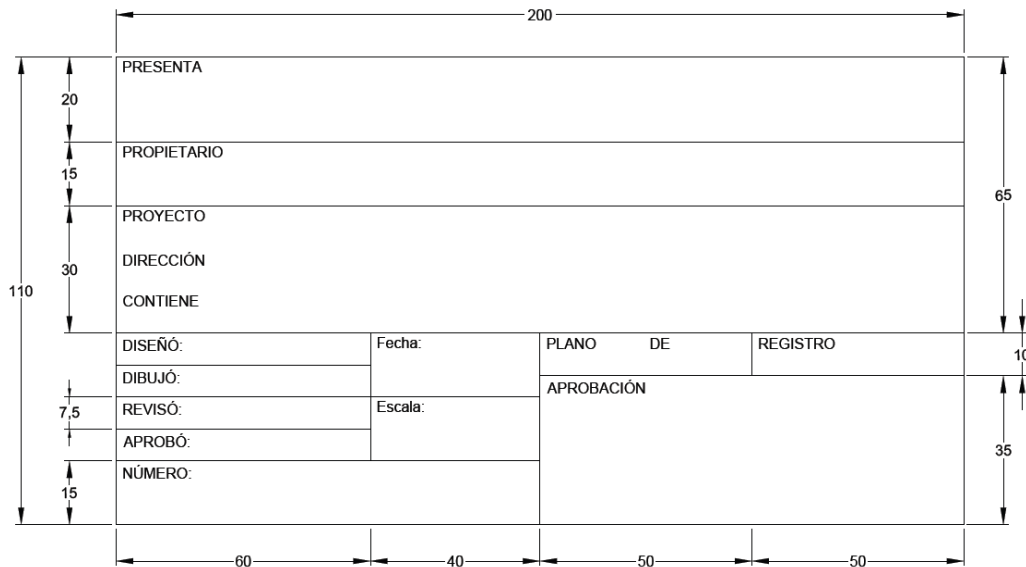 200
PRESENTA
20
PROPIETARIO
15
65
PROYECTO
30
DIRECCIÓN
110
CONTIENE
DISEÑÓ: Fecha: PLANO DE REGISTRO
10
DIBUJÓ:
APROBACIÓN
7,5 REVISÓ: Escala:
APROBÓ:
35
NÚMERO:
15
60 40 50 50